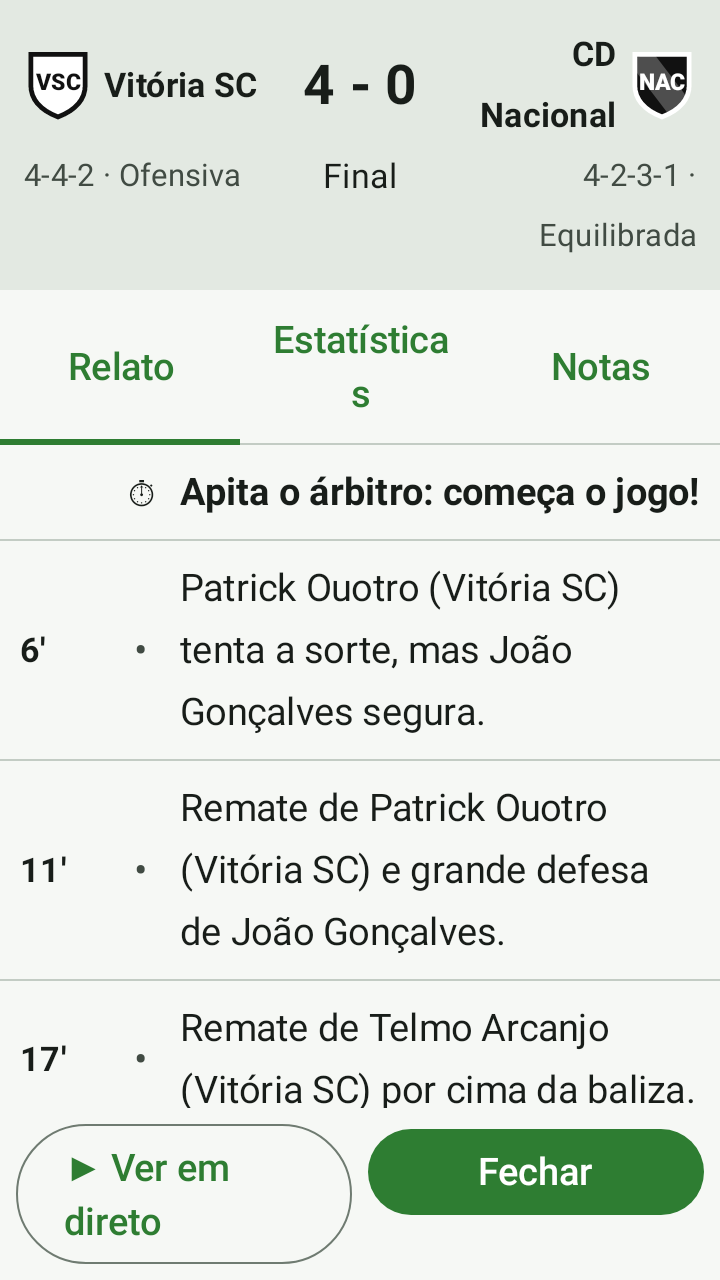 VSC Vitória SC 4 - 0 CD Nacional NAC
4-4-2 · Ofensiva Final 4-2-3-1 · Equilibrada
Relato Estatísticas Notas
⏱ Apita o árbitro: começa o jogo!
Patrick Ouotro (Vitória SC)
6' • tenta a sorte, mas João
Gonçalves segura.
Remate de Patrick Ouotro
11' • (Vitória SC) e grande defesa
de João Gonçalves.
17' • Remate de Telmo Arcanjo
(Vitória SC) por cima da baliza.
► Ver em
direto
Fechar